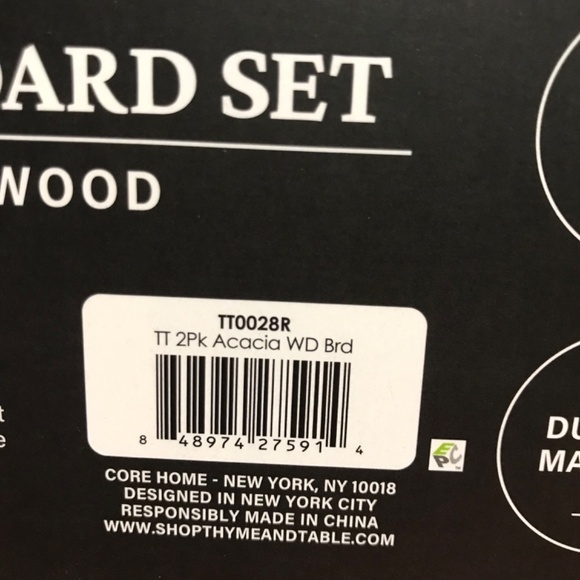 OARD SET
WOOD
TT0028R
TT 2Pk Acacia WD Brd
8 48974 27591 4
EPC
CORE HOME - NEW YORK, NY 10018
DESIGNED IN NEW YORK CITY
RESPONSIBLY MADE IN CHINA
WWW.SHOPTHYMEANDTABLE.COM
t
e
DU
MA